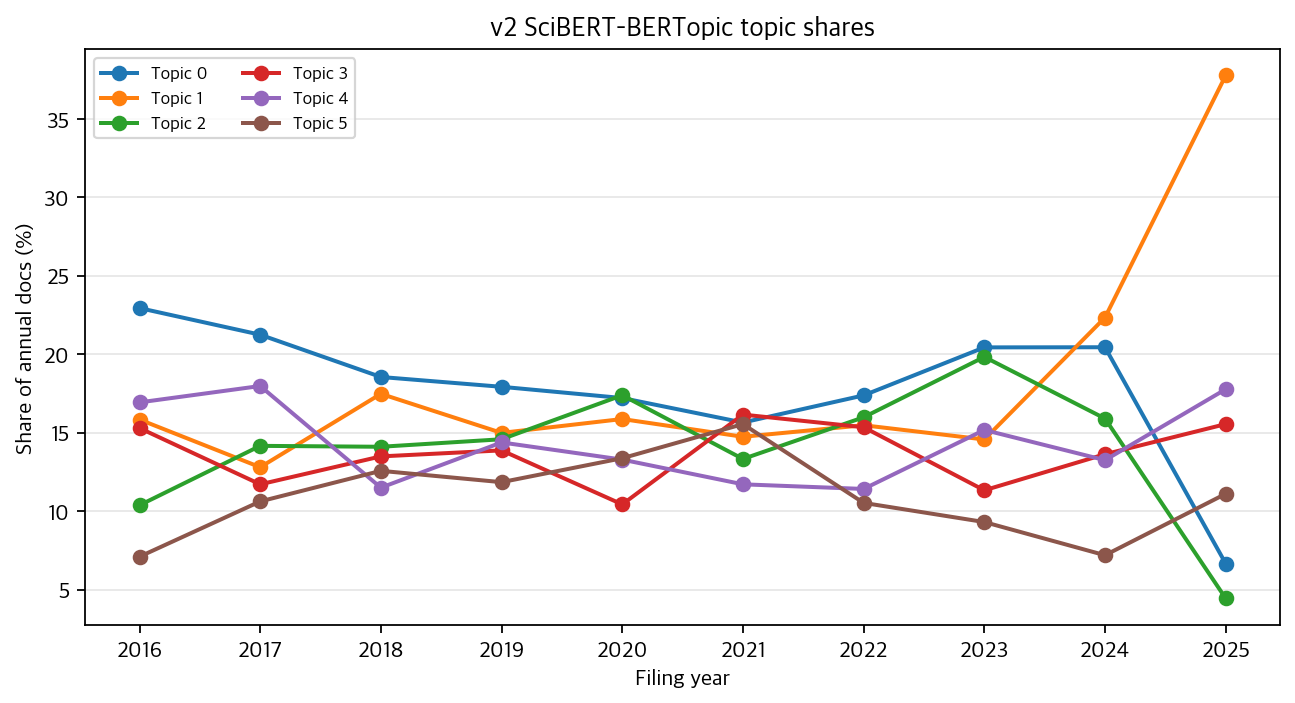 v2 SciBERT-BERTopic topic shares
Topic 0
Topic 1
Topic 2
Topic 3
Topic 4
Topic 5
Share of annual docs (%)
35
30
25
20
15
10
5
2016 2017 2018 2019 2020 2021 2022 2023 2024 2025
Filing year